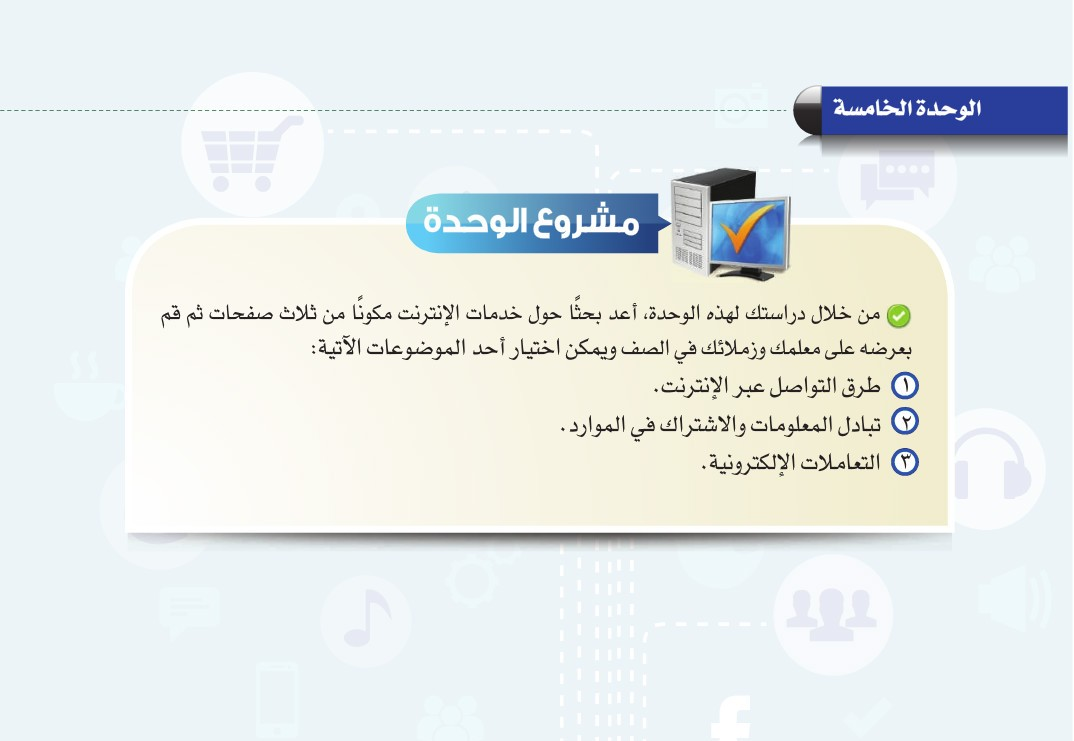 الوحدة الخامسة
مشروع الوحدة
من خلال دراستك لهذه الوحدة، أعد بحثًا حول خدمات الإنترنت مكونًا من ثلاث صفحات ثم قم
بعرضه على معلمك وزملائك في الصف ويمكن اختيار أحد الموضوعات الآتية:
١ طرق التواصل عبر الإنترنت.
٢ تبادل المعلومات والاشتراك في الموارد.
٣ التعاملات الإلكترونية.